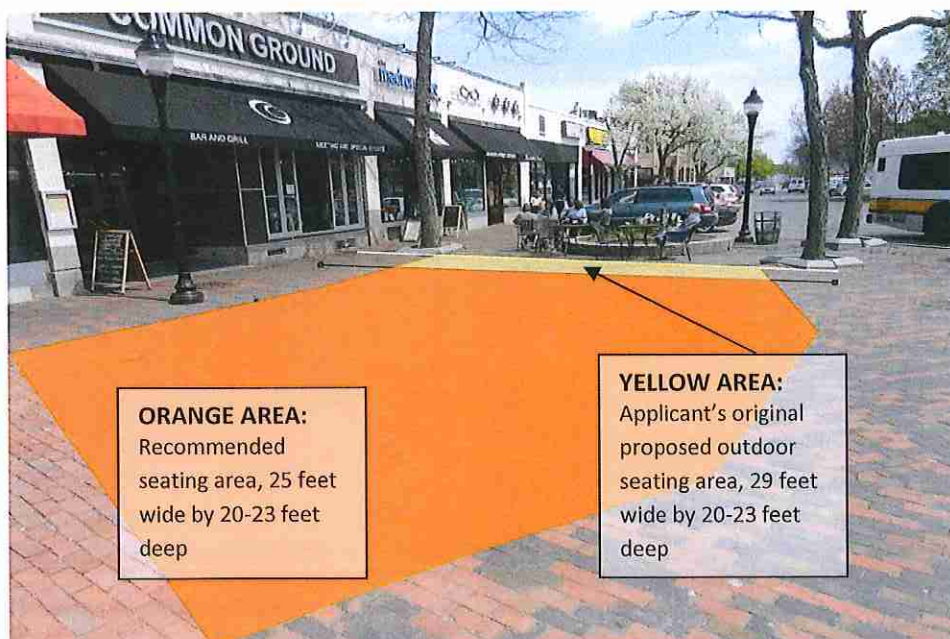 COMMON GROUND
BAR AND GRILL
ORANGE AREA:
Recommended
seating area, 25 feet
wide by 20-23 feet
deep
YELLOW AREA:
Applicant's original
proposed outdoor
seating area, 29 feet
wide by 20-23 feet
deep